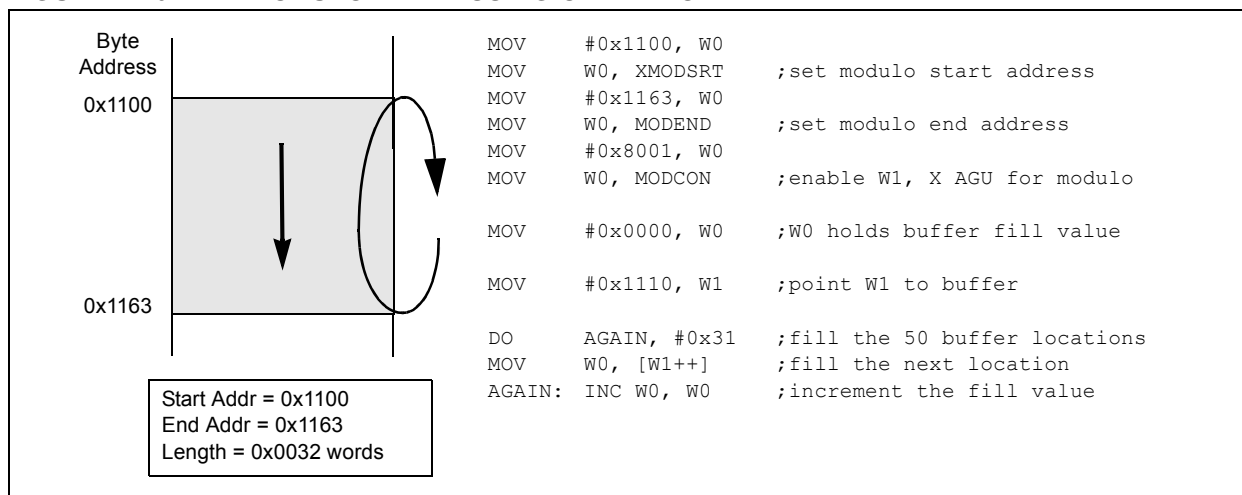 Byte
Address
0x1100
0x1163
Start Addr = 0x1100
End Addr = 0x1163
Length = 0x0032 words
MOV #0x1100, W0
MOV W0, XMODSRT ;set modulo start address
MOV #0x1163, W0
MOV W0, MODEND ;set modulo end address
MOV #0x8001, W0
MOV W0, MODCON ;enable W1, X AGU for modulo
MOV #0x0000, W0 ;W0 holds buffer fill value
MOV #0x1110, W1 ;point W1 to buffer
DO AGAIN, #0x31 ;fill the 50 buffer locations
MOV W0, [W1++] ;fill the next location
AGAIN: INC W0, W0 ;increment the fill value